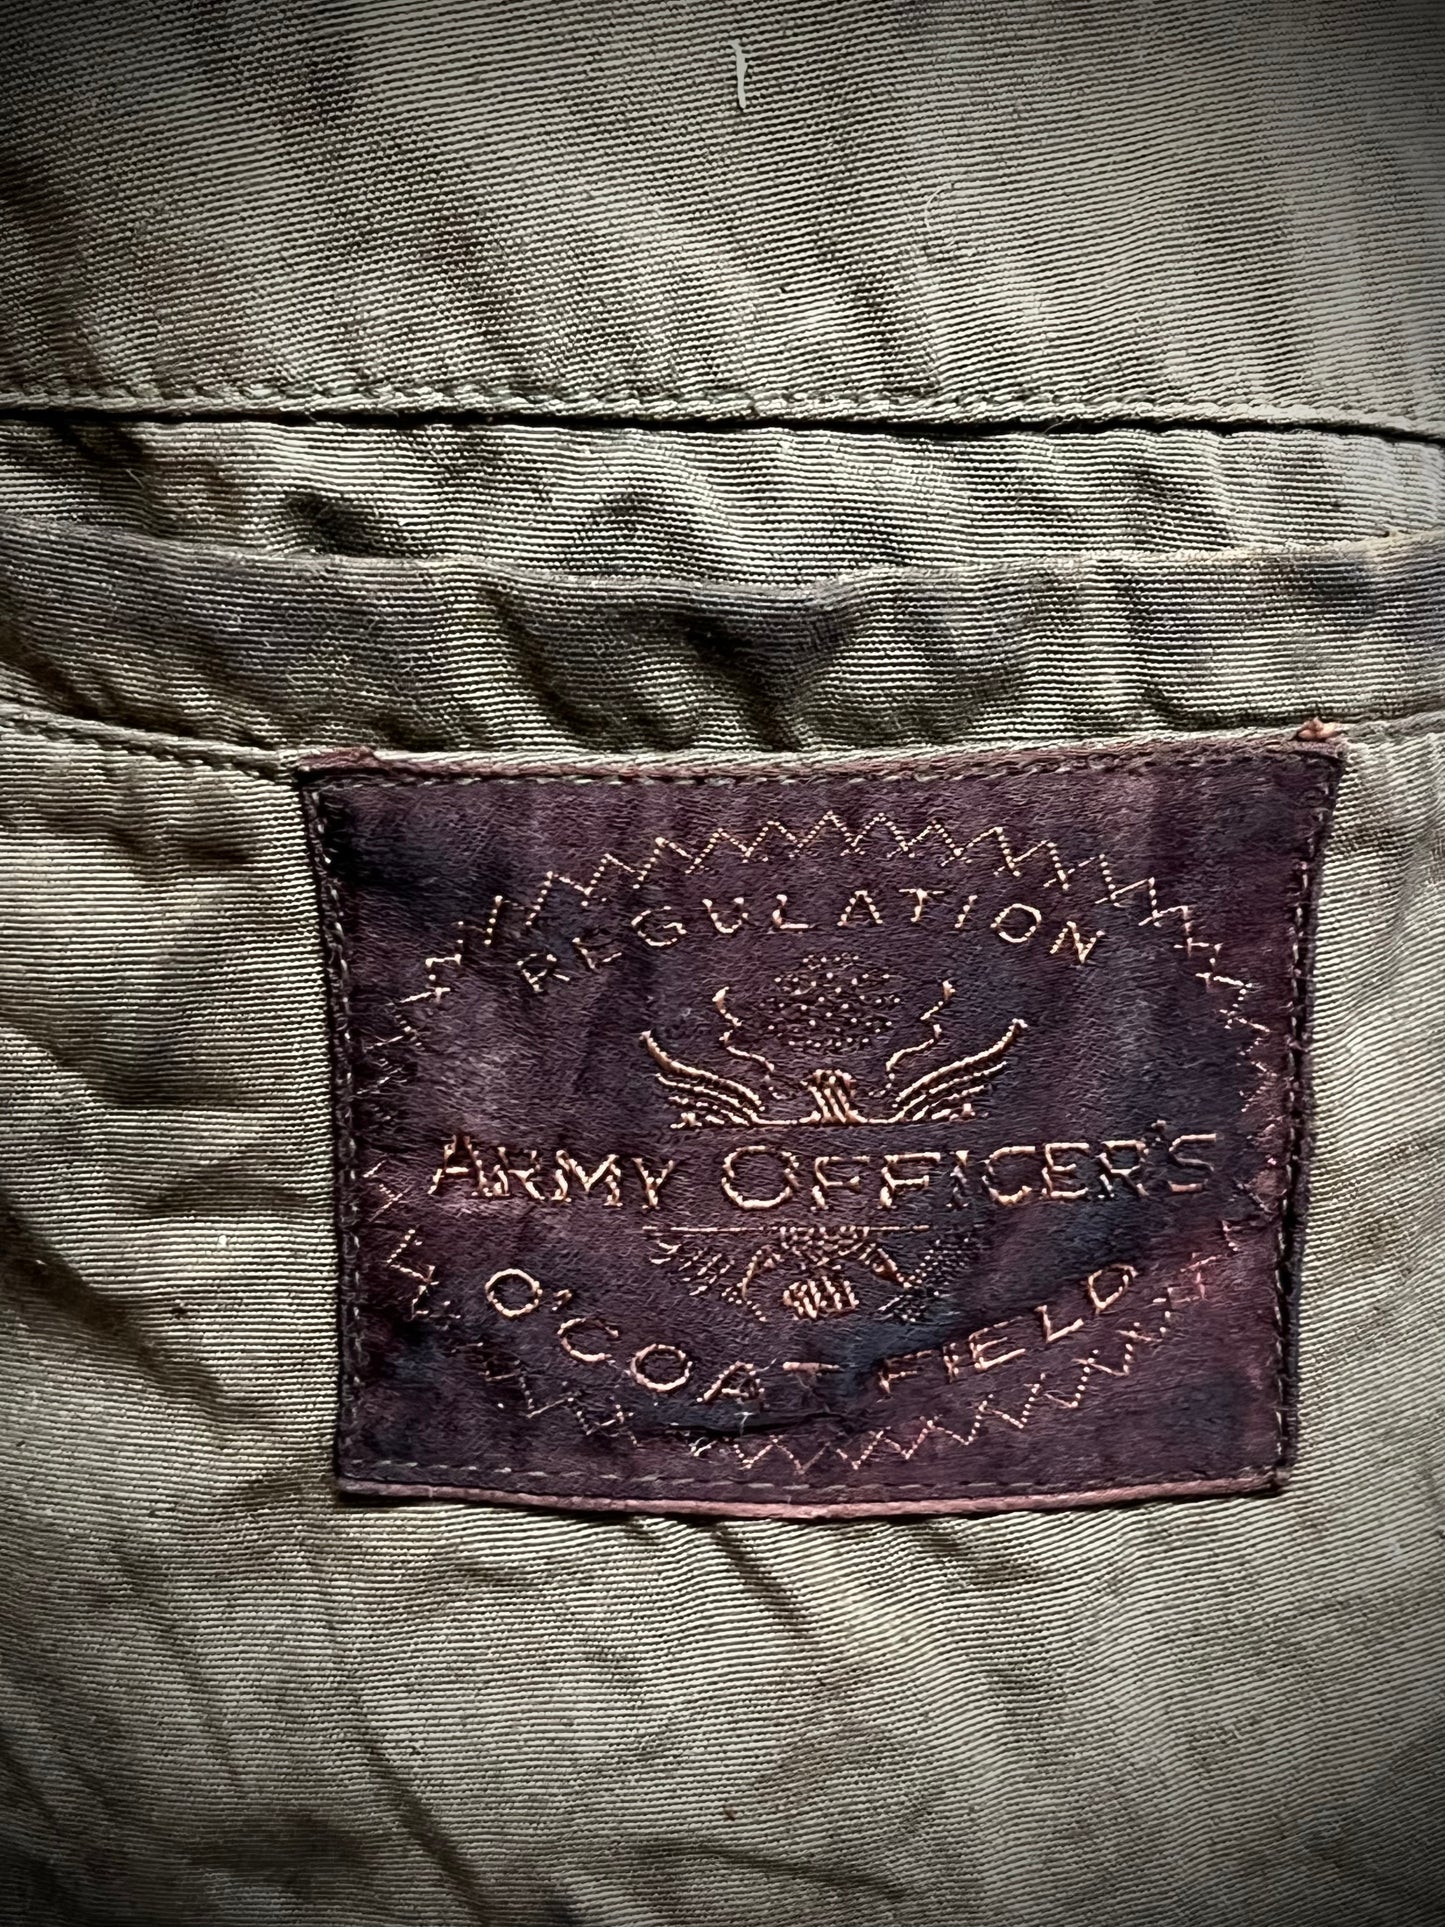 REGULATION
ARMY OFFICER'S
O'COAT FIELD